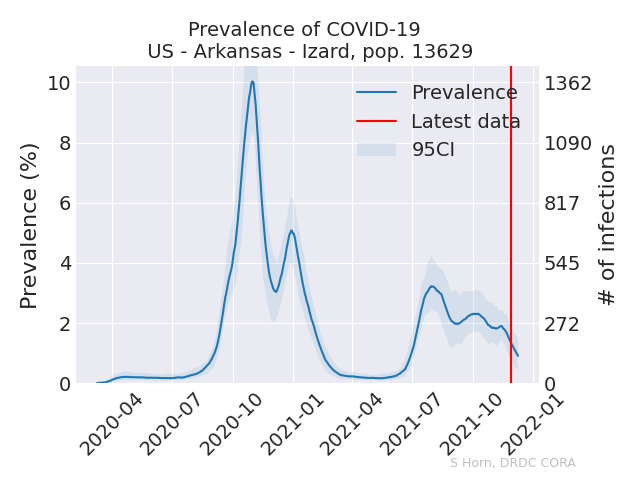 Prevalence of COVID-19
US - Arkansas - Izard, pop. 13629
Prevalence (%)
10
8
6
4
2
0
Prevalence
Latest data
95CI
1362
1090
817
545
272
0
# of infections
2020-04
2020-07
2020-10
2021-01
2021-04
2021-07
2021-10
2022-01
S Horn, DRDC CORA